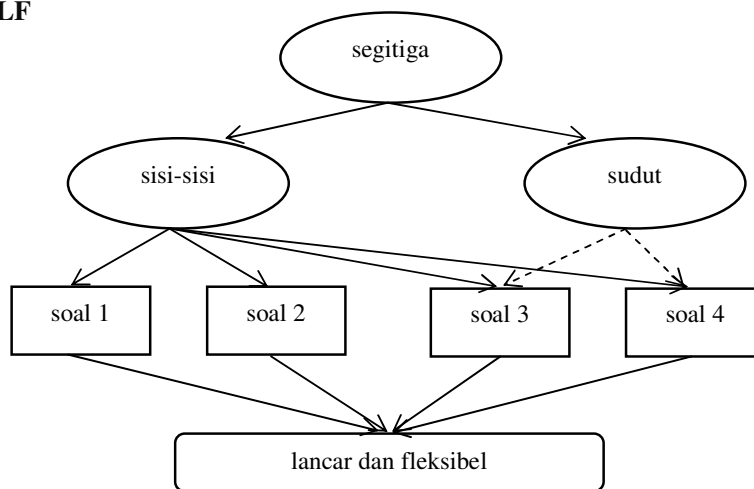 LF
segitiga
sisi-sisi
sudut
soal 1
soal 2
soal 3
soal 4
lancar dan fleksibel